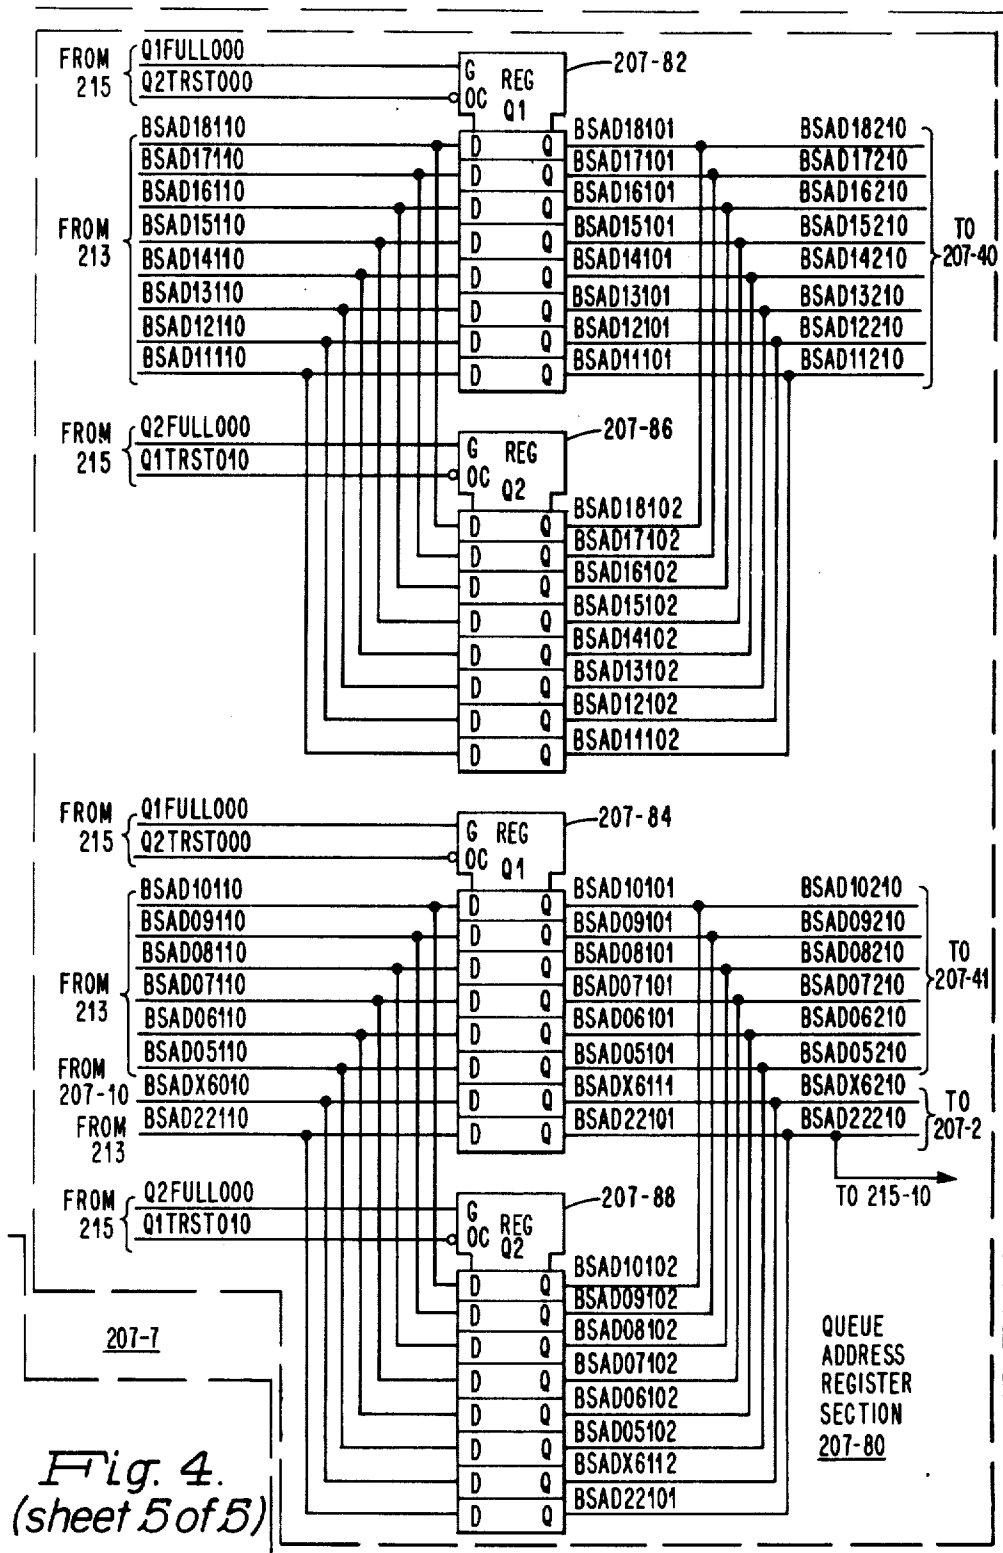 FROM 215 Q1FULL000 G REG Q1 207-82
Q2TRST000 OC
FROM 213
BSAD18110 D Q BSAD18101 BSAD18210
BSAD17110 D Q BSAD17101 BSAD17210
BSAD16110 D Q BSAD16101 BSAD16210
BSAD15110 D Q BSAD15101 BSAD15210
BSAD14110 D Q BSAD14101 BSAD14210
BSAD13110 D Q BSAD13101 BSAD13210
BSAD12110 D Q BSAD12101 BSAD12210
BSAD11110 D Q BSAD11101 BSAD11210
TO 207-40
FROM 215 Q2FULL000 G REG Q2 207-86
Q1TRST010 OC
D Q BSAD18102
D Q BSAD17102
D Q BSAD16102
D Q BSAD15102
D Q BSAD14102
D Q BSAD13102
D Q BSAD12102
D Q BSAD11102
FROM 215 Q1FULL000 G REG Q1 207-84
Q2TRST000 OC
FROM 213
BSAD10110 D Q BSAD10101 BSAD10210
BSAD09110 D Q BSAD09101 BSAD09210
BSAD08110 D Q BSAD08101 BSAD08210
BSAD07110 D Q BSAD07101 BSAD07210
BSAD06110 D Q BSAD06101 BSAD06210
BSAD05110 D Q BSAD05101 BSAD05210
TO 207-41
FROM 207-10 BSADX6010 D Q BSADX6111 BSADX6210
FROM 213 BSAD22110 D Q BSAD22101 BSAD22210
TO 207-2
TO 215-10
FROM 215 Q2FULL000 G REG Q2 207-88
Q1TRST010 OC
D Q BSAD10102
D Q BSAD09102
D Q BSAD08102
D Q BSAD07102
D Q BSAD06102
D Q BSAD05102
D Q BSADX6112
D Q BSAD22101
207-7
QUEUE
ADDRESS
REGISTER
SECTION
207-80
Fig. 4.
(sheet 5 of 5)